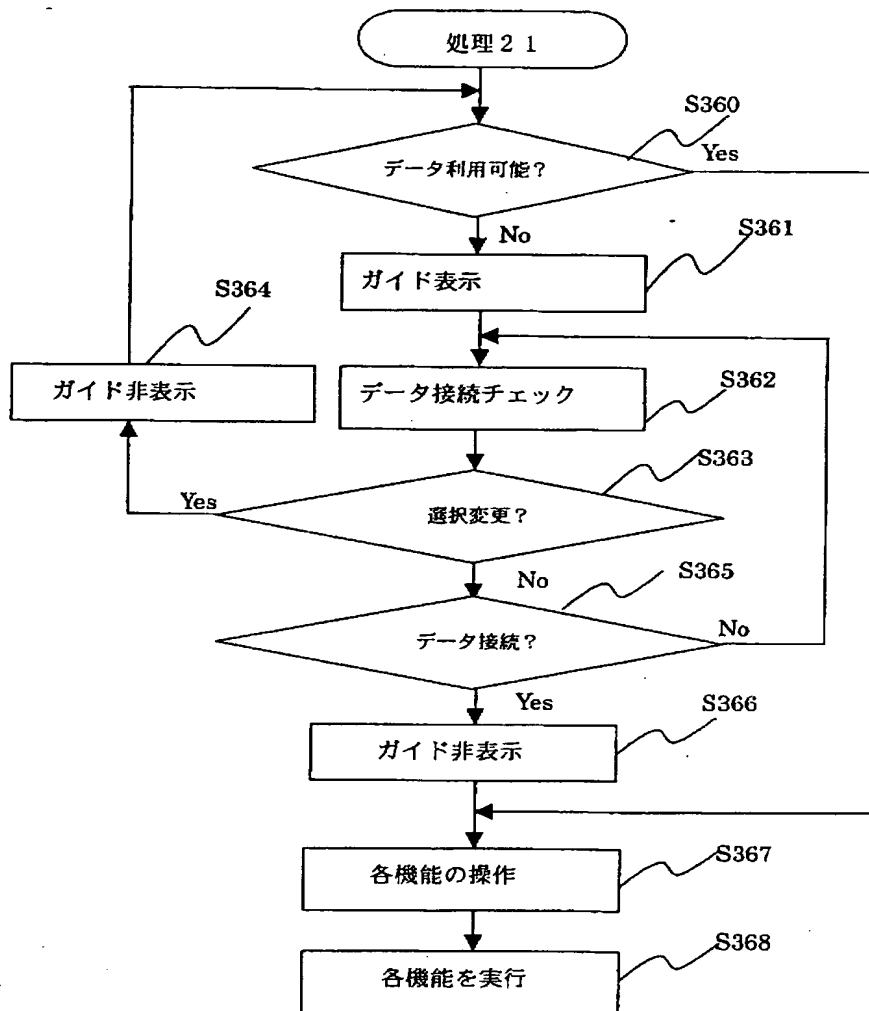 処理21
S360
データ利用可能?
Yes
No
S361
ガイド表示
S364
ガイド非表示
S362
データ接続チェック
S363
Yes
選択変更?
No
S365
データ接続?
No
Yes
S366
ガイド非表示
S367
各機能の操作
S368
各機能を実行